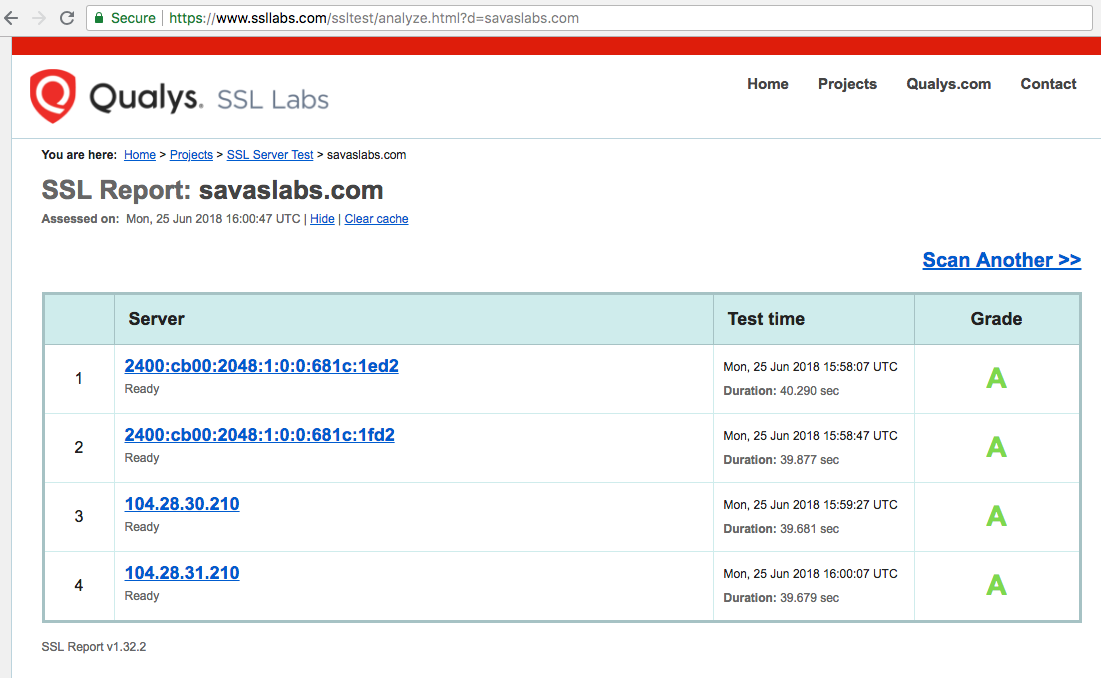 Secure https://www.ssllabs.com/ssltest/analyze.html?d=savaslabs.com
Qualys. SSL Labs
Home Projects Qualys.com Contact
You are here: Home > Projects > SSL Server Test > savaslabs.com
SSL Report: savaslabs.com
Assessed on: Mon, 25 Jun 2018 16:00:47 UTC | Hide | Clear cache
Scan Another >>
Server Test time Grade
1 2400:cb00:2048:1:0:0:681c:1ed2 Mon, 25 Jun 2018 15:58:07 UTC A
Ready Duration: 40.290 sec
2 2400:cb00:2048:1:0:0:681c:1fd2 Mon, 25 Jun 2018 15:58:47 UTC A
Ready Duration: 39.877 sec
3 104.28.30.210 Mon, 25 Jun 2018 15:59:27 UTC A
Ready Duration: 39.681 sec
4 104.28.31.210 Mon, 25 Jun 2018 16:00:07 UTC A
Ready Duration: 39.679 sec
SSL Report v1.32.2